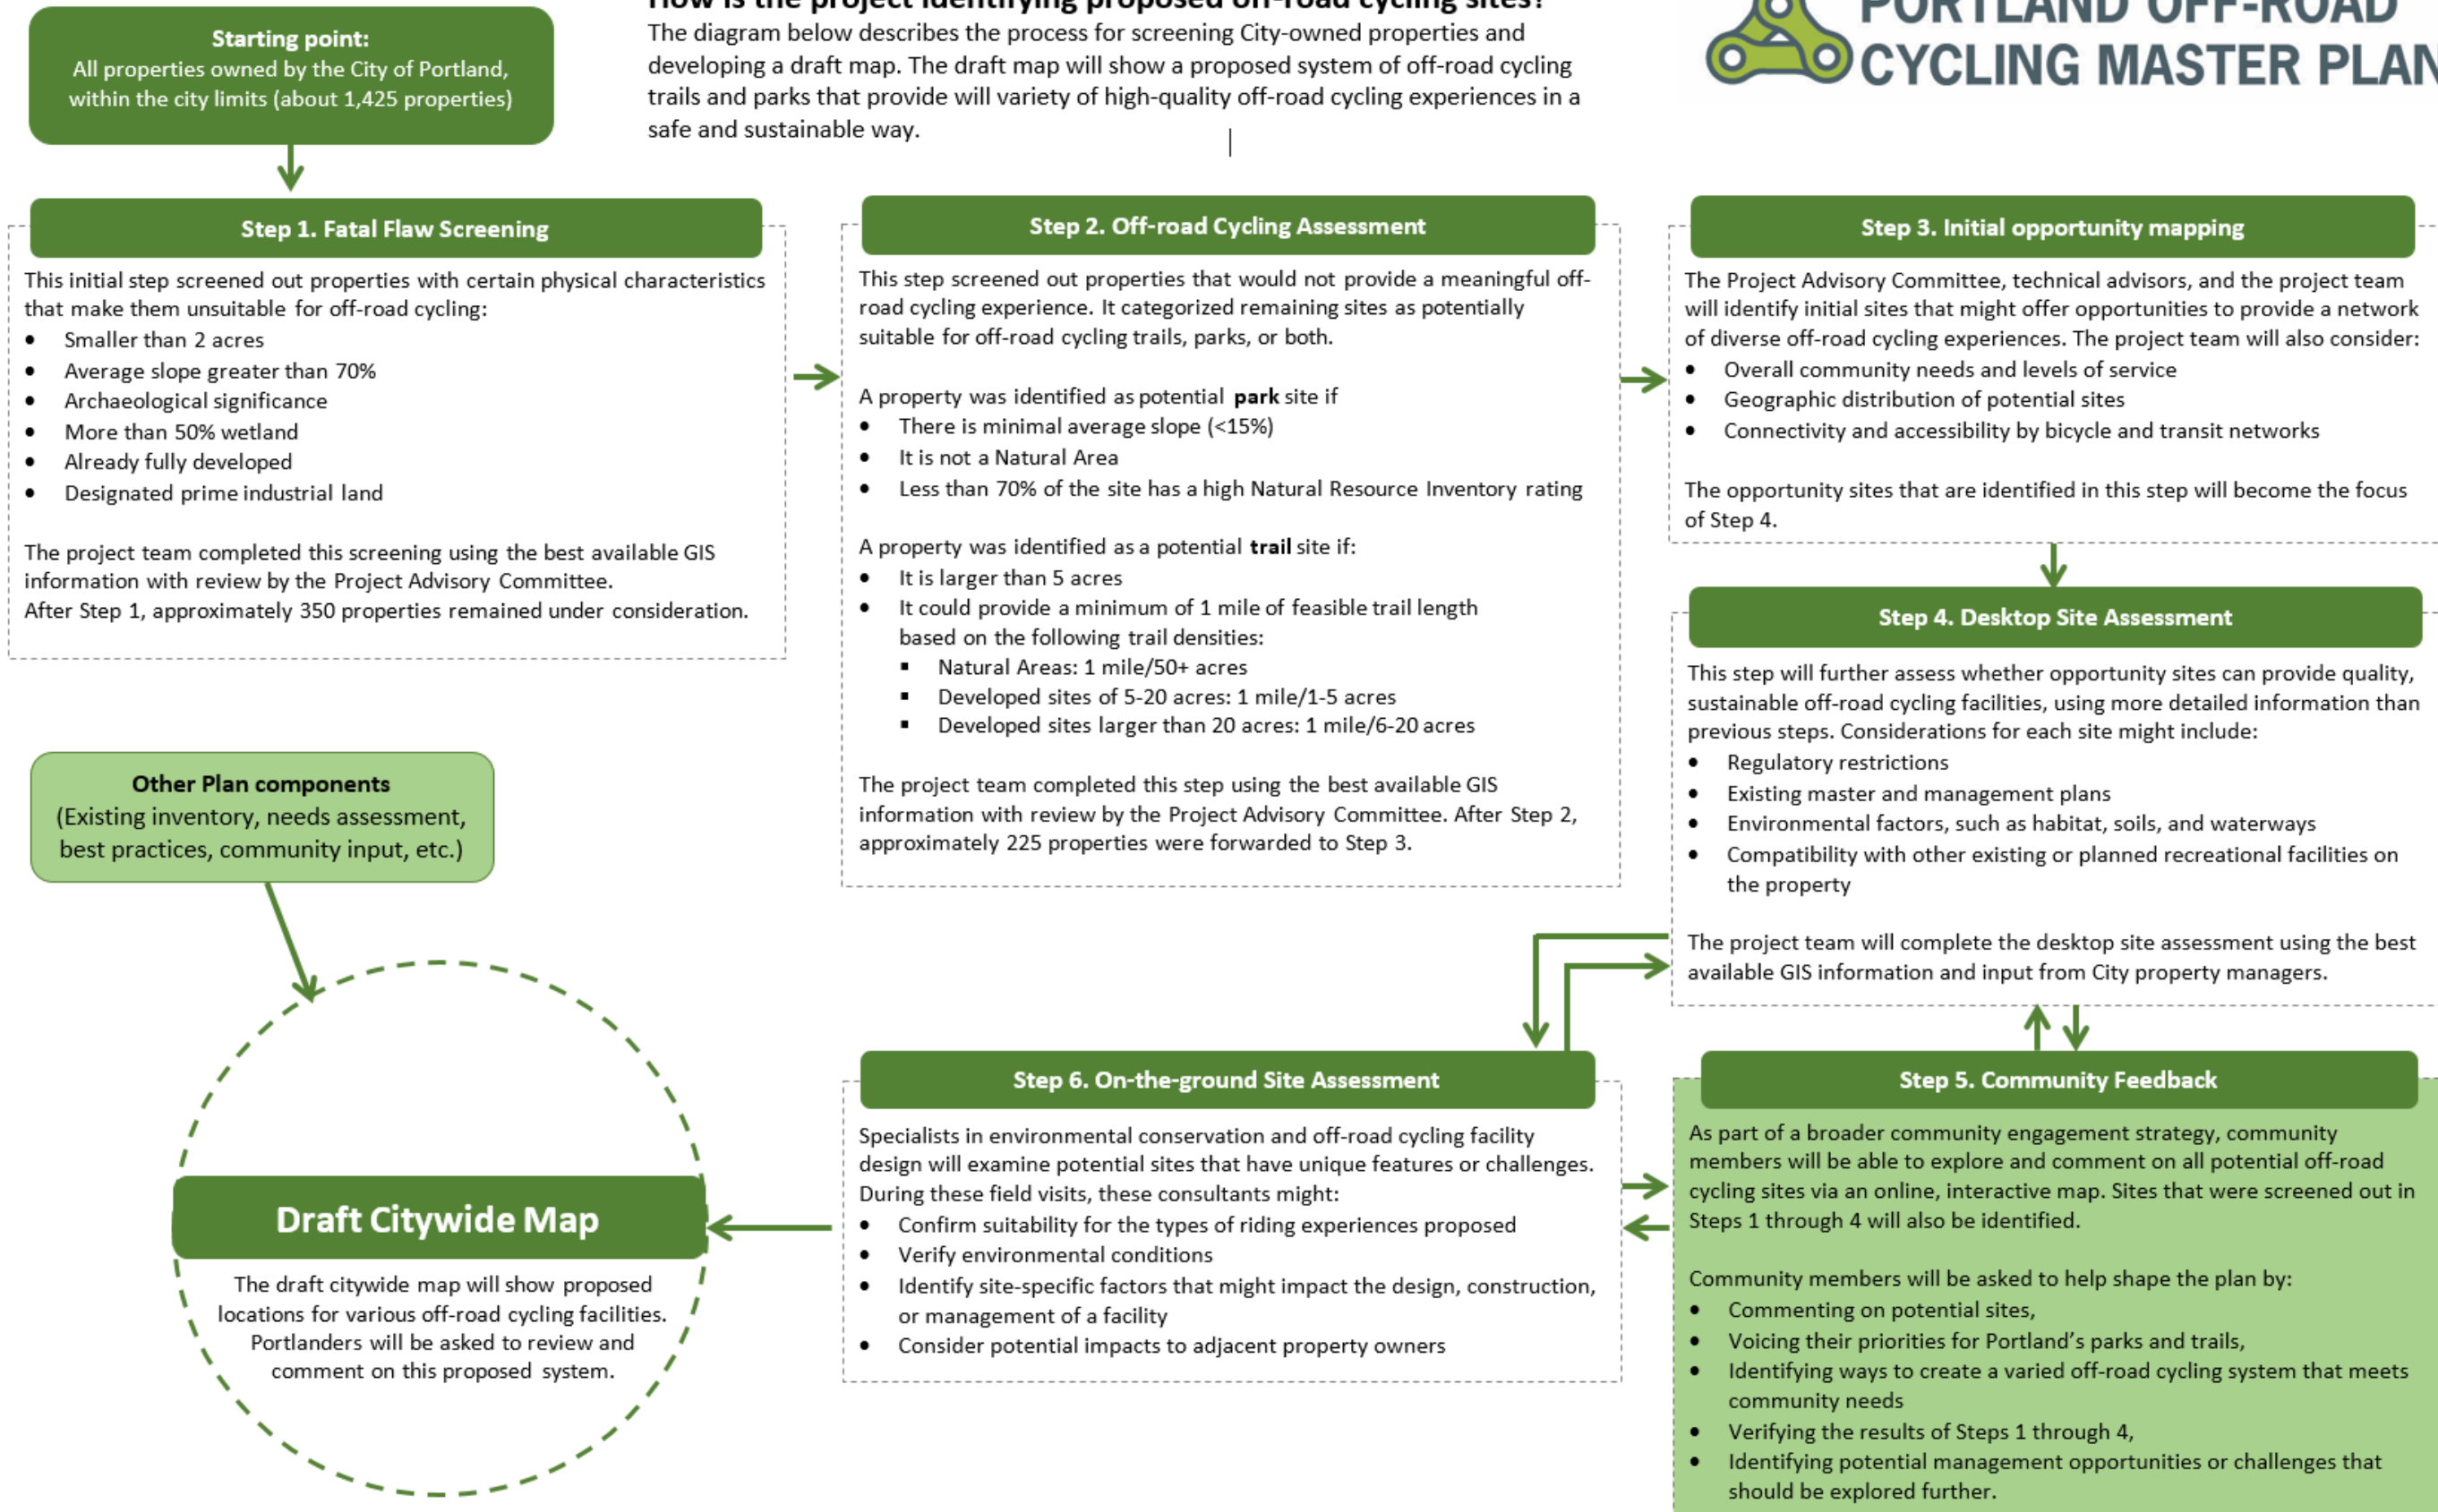 Starting point:
All properties owned by the City of Portland,
within the city limits (about 1,425 properties)
How is the project identifying proposed off-road cycling sites?
The diagram below describes the process for screening City-owned properties and
developing a draft map. The draft map will show a proposed system of off-road cycling
trails and parks that provide will variety of high-quality off-road cycling experiences in a
safe and sustainable way.
PORTLAND OFF-ROAD
CYCLING MASTER PLAN
Step 1. Fatal Flaw Screening
This initial step screened out properties with certain physical characteristics
that make them unsuitable for off-road cycling:
• Smaller than 2 acres
• Average slope greater than 70%
• Archaeological significance
• More than 50% wetland
• Already fully developed
• Designated prime industrial land
The project team completed this screening using the best available GIS
information with review by the Project Advisory Committee.
After Step 1, approximately 350 properties remained under consideration.
Step 2. Off-road Cycling Assessment
This step screened out properties that would not provide a meaningful off-
road cycling experience. It categorized remaining sites as potentially
suitable for off-road cycling trails, parks, or both.
A property was identified as potential park site if
• There is minimal average slope (<15%)
• It is not a Natural Area
• Less than 70% of the site has a high Natural Resource Inventory rating
A property was identified as a potential trail site if:
• It is larger than 5 acres
• It could provide a minimum of 1 mile of feasible trail length
based on the following trail densities:
▪ Natural Areas: 1 mile/50+ acres
▪ Developed sites of 5-20 acres: 1 mile/1-5 acres
▪ Developed sites larger than 20 acres: 1 mile/6-20 acres
The project team completed this step using the best available GIS
information with review by the Project Advisory Committee. After Step 2,
approximately 225 properties were forwarded to Step 3.
Step 3. Initial opportunity mapping
The Project Advisory Committee, technical advisors, and the project team
will identify initial sites that might offer opportunities to provide a network
of diverse off-road cycling experiences. The project team will also consider:
• Overall community needs and levels of service
• Geographic distribution of potential sites
• Connectivity and accessibility by bicycle and transit networks
The opportunity sites that are identified in this step will become the focus
of Step 4.
Step 4. Desktop Site Assessment
This step will further assess whether opportunity sites can provide quality,
sustainable off-road cycling facilities, using more detailed information than
previous steps. Considerations for each site might include:
• Regulatory restrictions
• Existing master and management plans
• Environmental factors, such as habitat, soils, and waterways
• Compatibility with other existing or planned recreational facilities on
the property
The project team will complete the desktop site assessment using the best
available GIS information and input from City property managers.
Step 5. Community Feedback
As part of a broader community engagement strategy, community
members will be able to explore and comment on all potential off-road
cycling sites via an online, interactive map. Sites that were screened out in
Steps 1 through 4 will also be identified.
Community members will be asked to help shape the plan by:
• Commenting on potential sites,
• Voicing their priorities for Portland's parks and trails,
• Identifying ways to create a varied off-road cycling system that meets
community needs
• Verifying the results of Steps 1 through 4,
• Identifying potential management opportunities or challenges that
should be explored further.
Step 6. On-the-ground Site Assessment
Specialists in environmental conservation and off-road cycling facility
design will examine potential sites that have unique features or challenges.
During these field visits, these consultants might:
• Confirm suitability for the types of riding experiences proposed
• Verify environmental conditions
• Identify site-specific factors that might impact the design, construction,
or management of a facility
• Consider potential impacts to adjacent property owners
Other Plan components
(Existing inventory, needs assessment,
best practices, community input, etc.)
Draft Citywide Map
The draft citywide map will show proposed
locations for various off-road cycling facilities.
Portlanders will be asked to review and
comment on this proposed system.